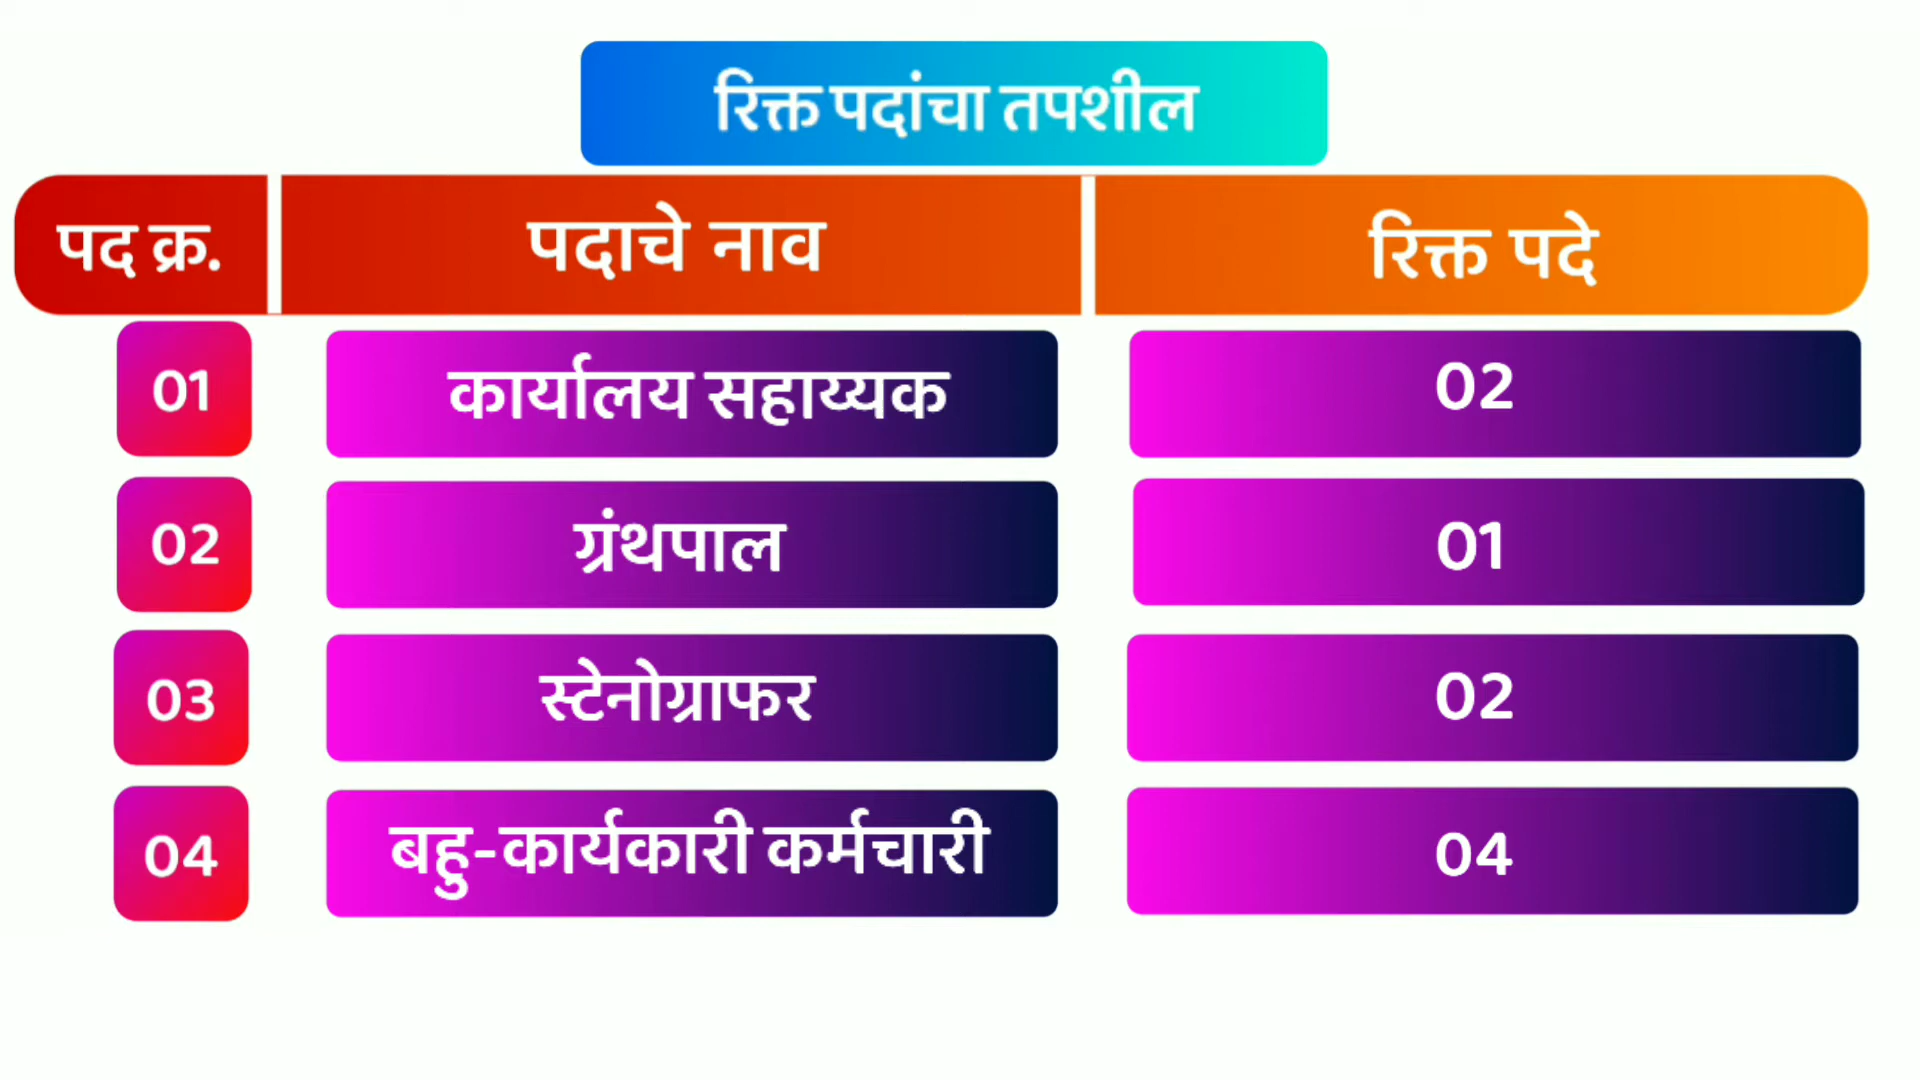 रिक्त पदांचा तपशील
पद क्र. पदाचे नाव रिक्त पदे
01 कार्यालय सहाय्यक 02
02 ग्रंथपाल 01
03 स्टेनोग्राफर 02
04 बहु-कार्यकारी कर्मचारी 04